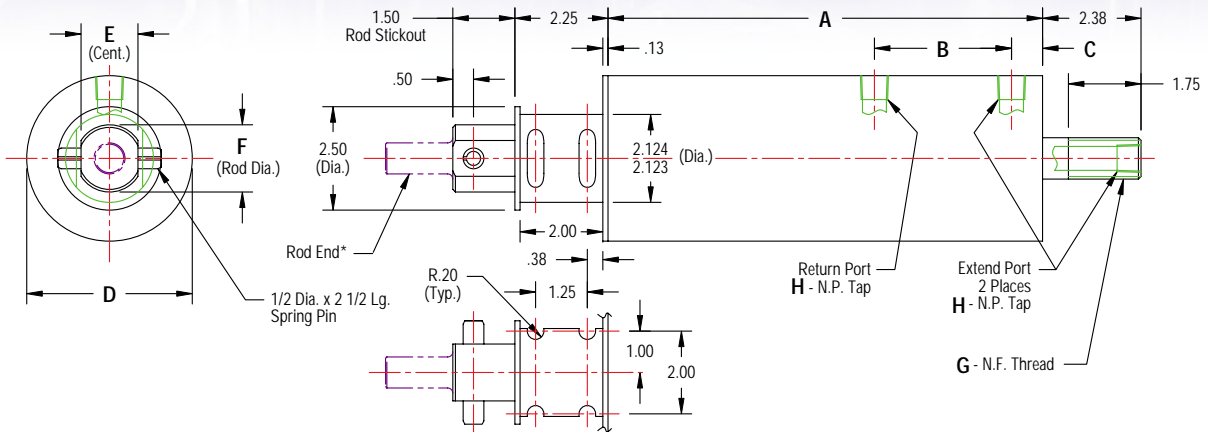 1.50
Rod Stickout
2.25
A
2.38
E
(Cent.)
.13
B
C
.50
1.75
F
(Rod Dia.)
2.50
(Dia.)
2.124
2.123
(Dia.)
2.00
Rod End*
.38
D
R.20
(Typ.)
1.25
Return Port
H - N.P. Tap
Extend Port
2 Places
H - N.P. Tap
1/2 Dia. x 2 1/2 Lg.
Spring Pin
1.00
2.00
G - N.F. Thread